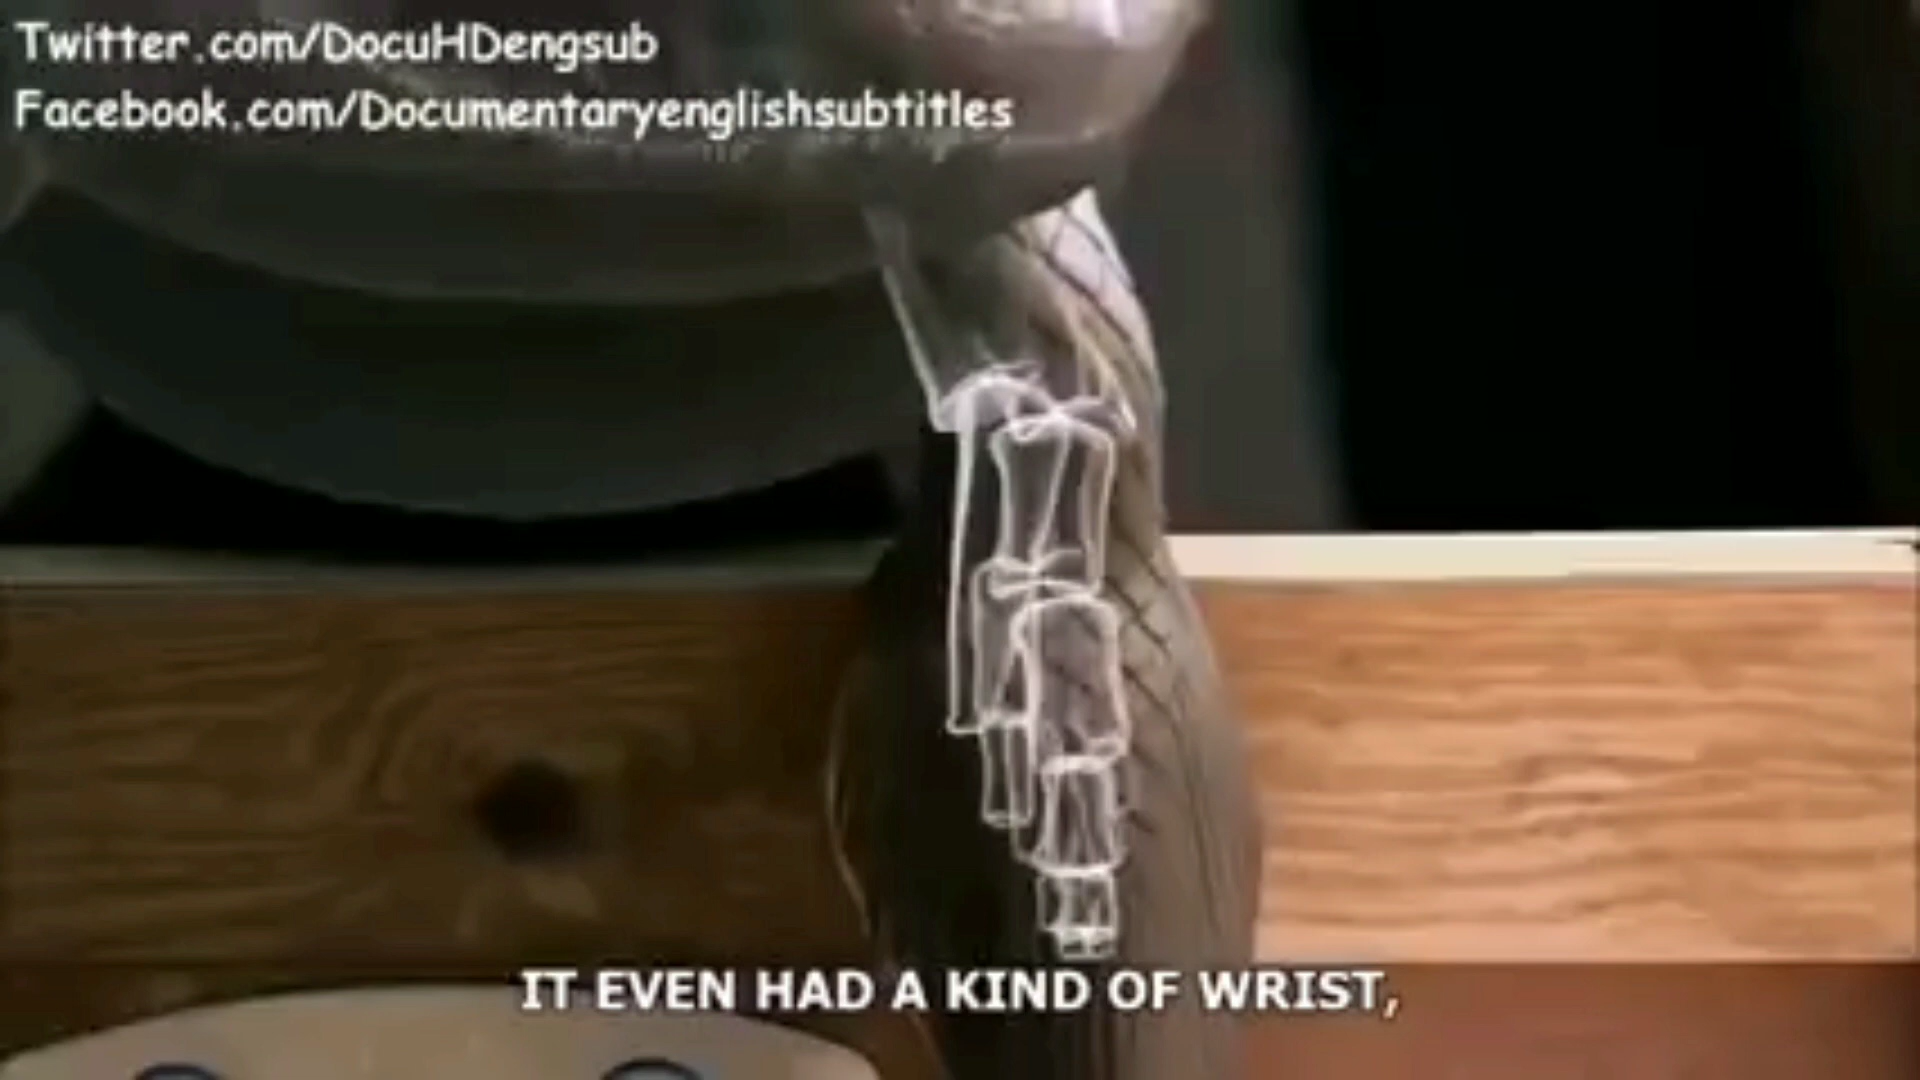 Twitter.com/DocuHDengsub
Facebook.com/Documentaryenglishsubtitles
IT EVEN HAD A KIND OF WRIST,